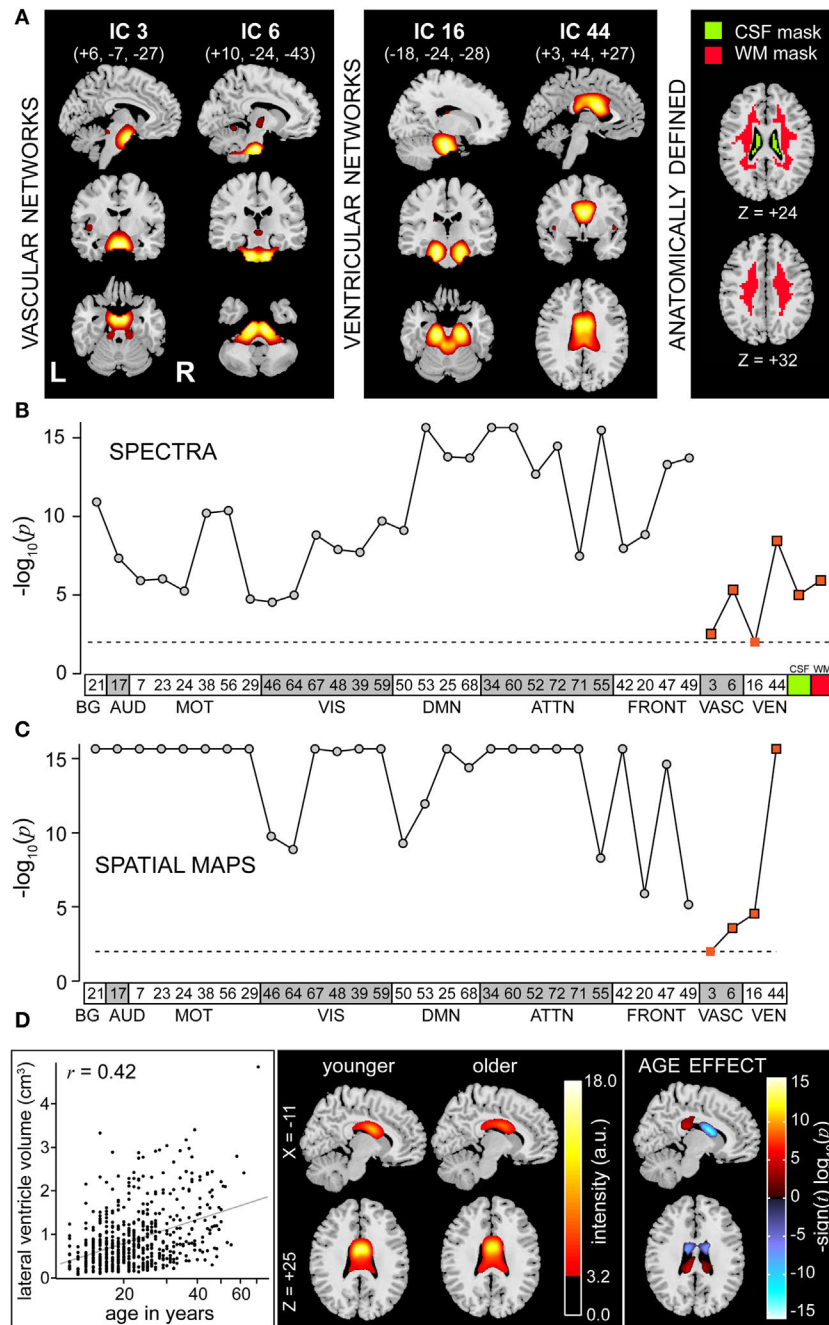 A
VASCULAR NETWORKS
IC 3
(+6, -7, -27)
IC 6
(+10, -24, -43)
L
R
VENTRICULAR NETWORKS
IC 16
(-18, -24, -28)
IC 44
(+3, +4, +27)
ANATOMICALLY DEFINED
CSF mask
WM mask
Z = +24
Z = +32
B
SPECTRA
-log10(p)
15
10
5
0
CSF WM
21 17 7 23 24 38 56 29 46 64 67 48 39 59 50 53 25 68 34 60 52 72 71 55 42 20 47 49 3 6 16 44
BG AUD MOT VIS DMN ATTN FRONT VASC VEN
C
SPATIAL MAPS
-log10(p)
15
10
5
0
21 17 7 23 24 38 56 29 46 64 67 48 39 59 50 53 25 68 34 60 52 72 71 55 42 20 47 49 3 6 16 44
BG AUD MOT VIS DMN ATTN FRONT VASC VEN
D
r = 0.42
lateral ventricle volume (cm³)
4
3
2
1
0
20 40 60
age in years
younger
older
X = -11
Z = +25
18.0
intensity (a.u.)
3.2
0.0
AGE EFFECT
15
10
5
0
-5
-10
-15
-sign(t) log10(p)